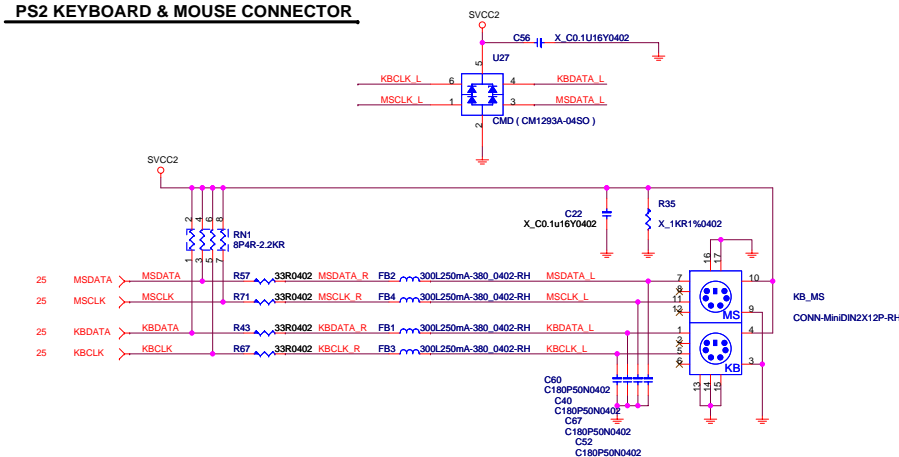 PS2 KEYBOARD & MOUSE CONNECTOR
SVCC2
C56 X_C0.1U16Y0402
U27
5
KBCLK_L 6 4 KBDATA_L
MSCLK_L 1 3 MSDATA_L
2
CMD ( CM1293A-04SO )
SVCC2
2 4 6 8
RN1
8P4R-2.2KR
1 3 5 7
C22
X_C0.1u16Y0402
R35
X_1KR1%0402
16 17
25 MSDATA MSDATA R57 33R0402 MSDATA_R FB2 300L250mA-380_0402-RH MSDATA_L 7 10
8
25 MSCLK MSCLK R71 33R0402 MSCLK_R FB4 300L250mA-380_0402-RH MSCLK_L 11
12 MS 9
KB_MS
CONN-MiniDIN2X12P-RH
25 KBDATA KBDATA R43 33R0402 KBDATA_R FB1 300L250mA-380_0402-RH KBDATA_L 1 4
2
25 KBCLK KBCLK R67 33R0402 KBCLK_R FB3 300L250mA-380_0402-RH KBCLK_L 5
6 KB 3
13 14 15
C60
C180P50N0402
C40
C180P50N0402
C67
C180P50N0402
C52
C180P50N0402